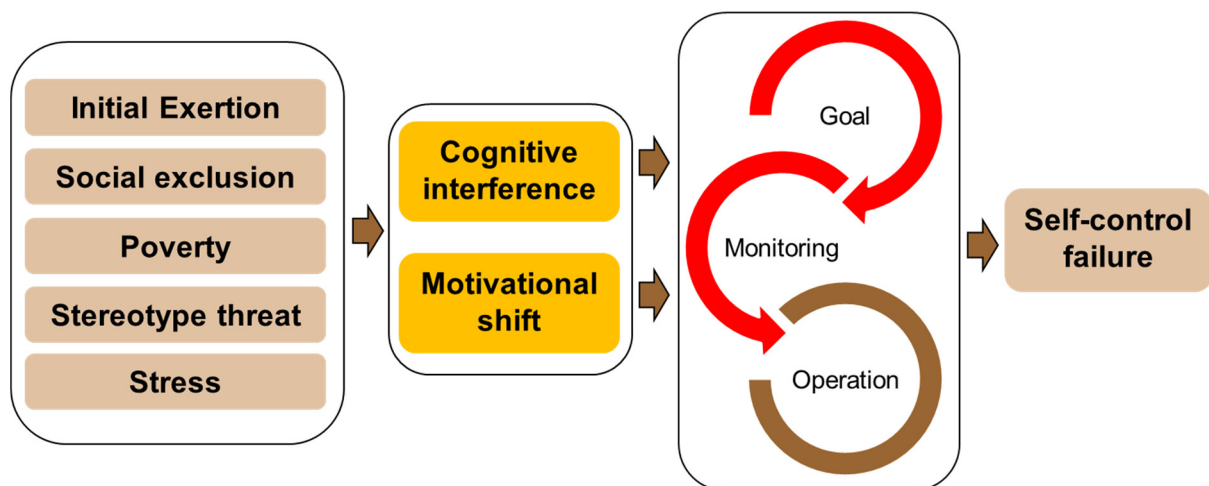 Initial Exertion
Social exclusion
Poverty
Stereotype threat
Stress
Cognitive
interference
Motivational
shift
Goal
Monitoring
Operation
Self-control
failure